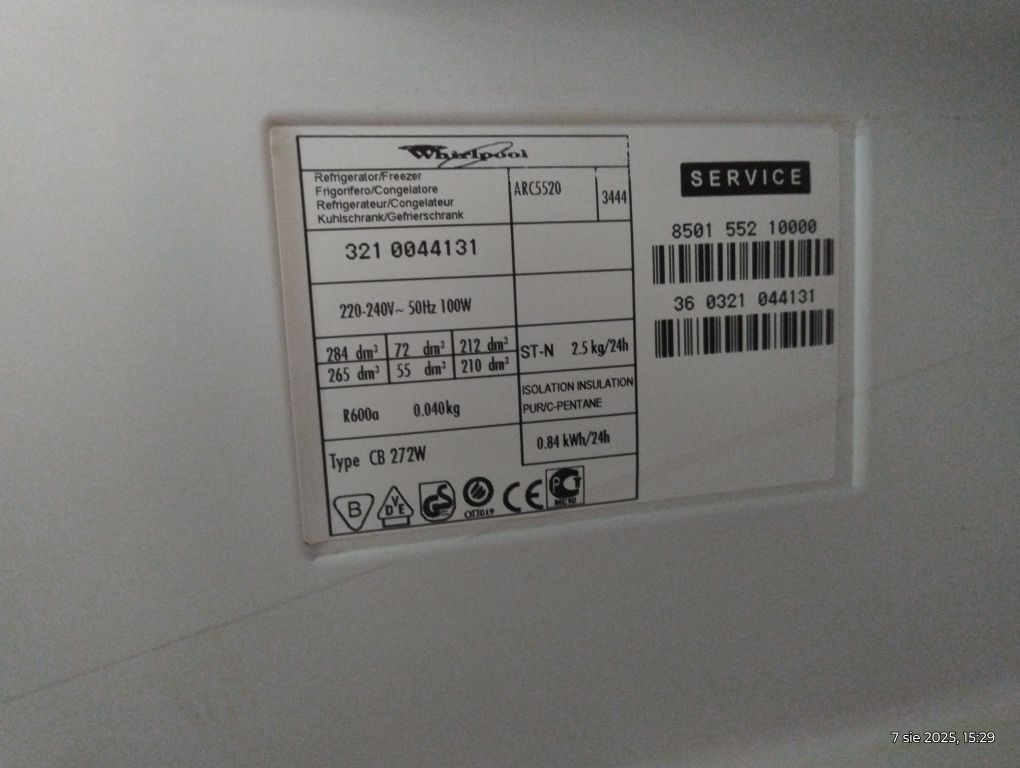 Whirlpool
Refrigerator/Freezer
Frigorifero/Congelatore
Refrigerateur/Congelateur
Kuhlschrank/Gefrierschrank
ARC5520
3444
321 0044131
220-240V~ 50Hz 100W
284 dm³ 72 dm³ 212 dm³
265 dm³ 55 dm³ 210 dm³
ST-N 2.5 kg/24h
R600a 0.040kg
ISOLATION INSULATION
PUR/C-PENTANE
Type CB 272W
0.84 kWh/24h
B
DVE
GS
CE
SERVICE
8501 552 10000
36 0321 044131
7 sie 2025, 15:29